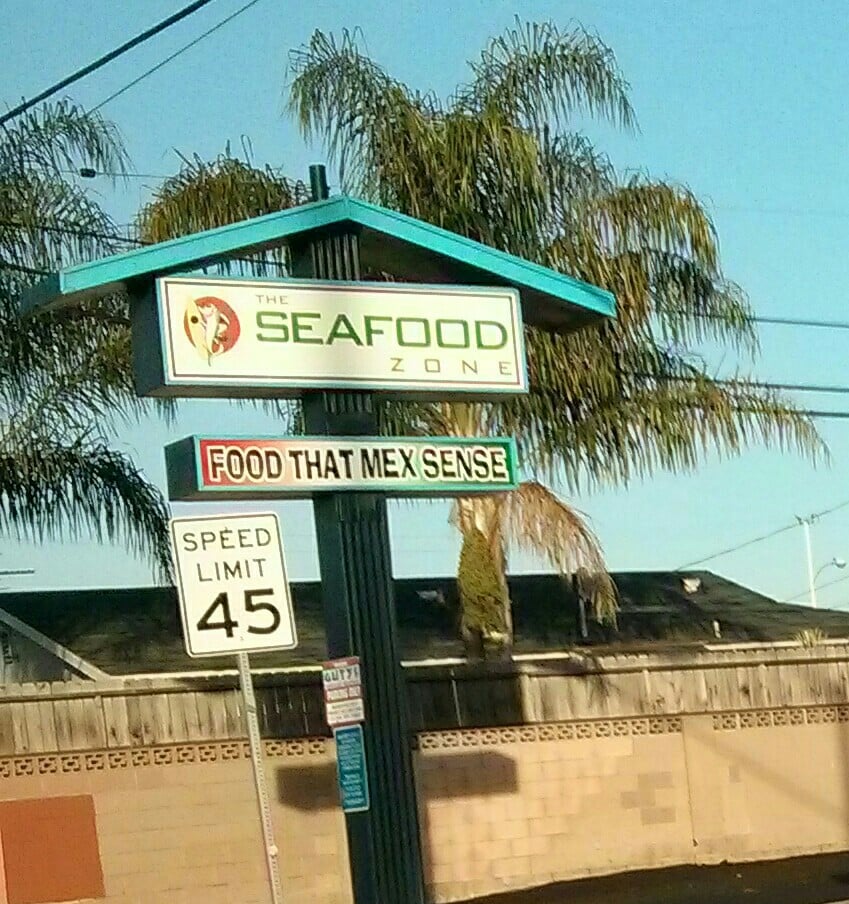 THE
SEAFOOD
ZONE
FOOD THAT MEX SENSE
SPEED
LIMIT
45